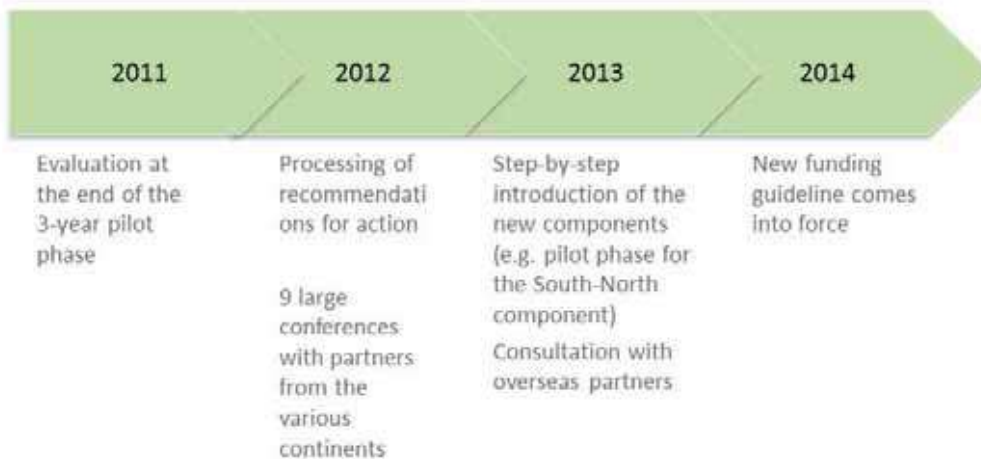 2011
2012
2013
2014
Evaluation at
the end of the
3-year pilot
phase
Processing of
recommendati
ons for action
9 large
conferences
with partners
from the
various
continents
Step-by-step
introduction of the
new components
(e.g. pilot phase for
the South-North
component)
Consultation with
overseas partners
New funding
guideline comes
into force